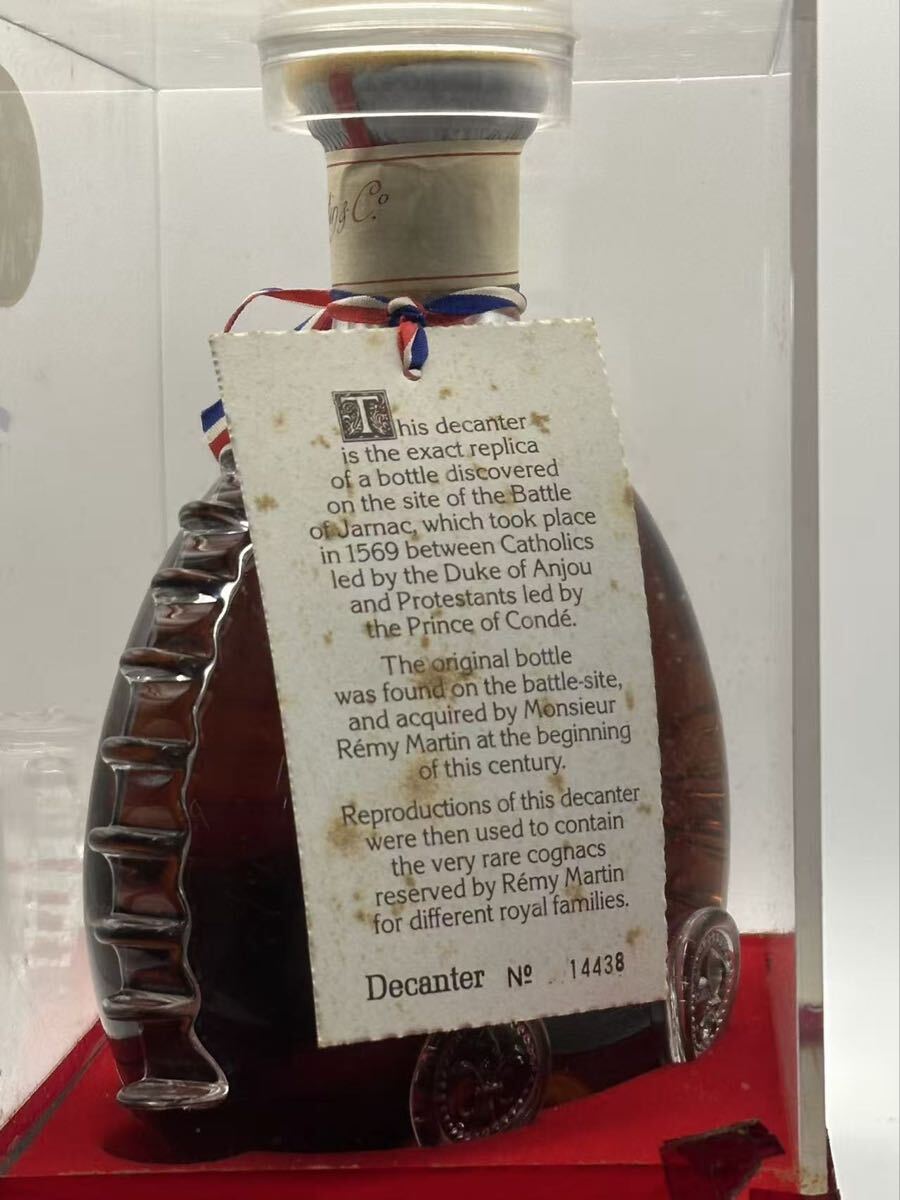 & Cº
This decanter
is the exact replica
of a bottle discovered
on the site of the Battle
of Jarnac, which took place
in 1569 between Catholics
led by the Duke of Anjou
and Protestants led by
the Prince of Condé.
The original bottle
was found on the battle-site,
and acquired by Monsieur
Rémy Martin at the beginning
of this century.
Reproductions of this decanter
were then used to contain
the very rare cognacs
reserved by Rémy Martin
for different royal families.
Decanter Nº 14438